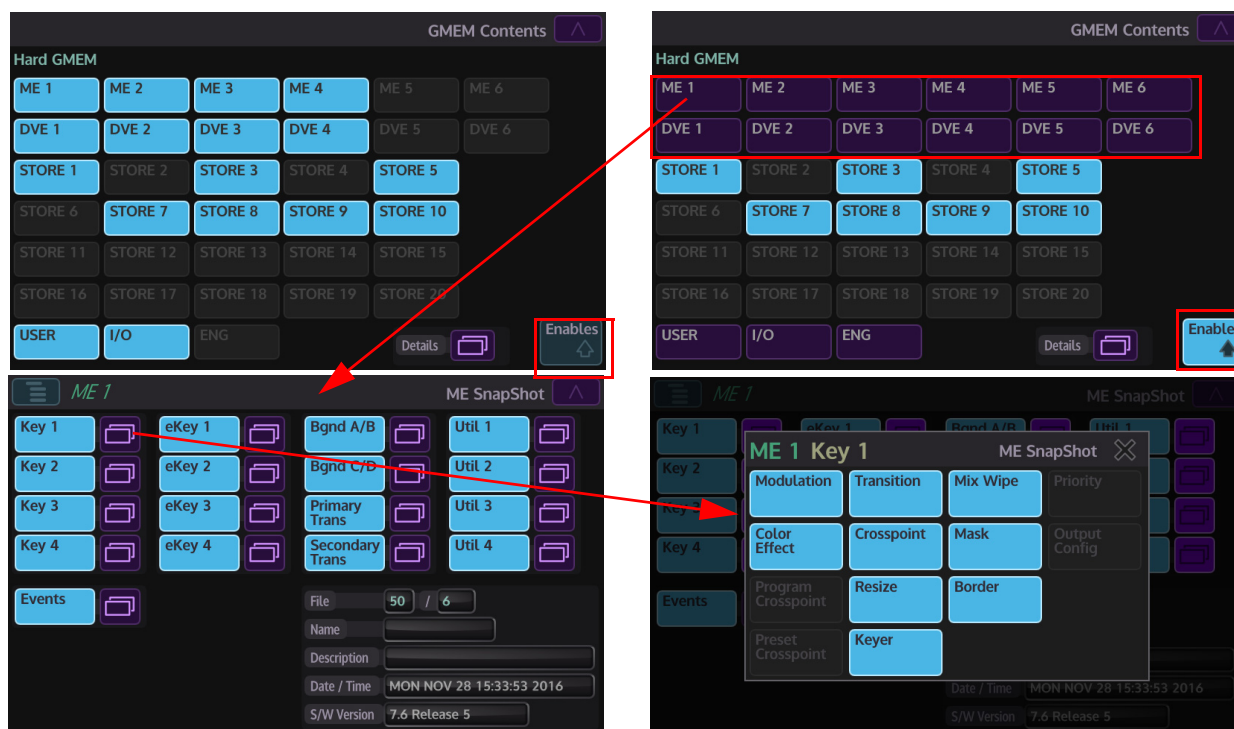 GMEM Contents
Hard GMEM
ME 1 ME 2 ME 3 ME 4 ME 5 ME 6
DVE 1 DVE 2 DVE 3 DVE 4 DVE 5 DVE 6
STORE 1 STORE 2 STORE 3 STORE 4 STORE 5
STORE 6 STORE 7 STORE 8 STORE 9 STORE 10
STORE 11 STORE 12 STORE 13 STORE 14 STORE 15
STORE 16 STORE 17 STORE 18 STORE 19 STORE 20
USER I/O ENG Details Enables
GMEM Contents
Hard GMEM
ME 1 ME 2 ME 3 ME 4 ME 5 ME 6
DVE 1 DVE 2 DVE 3 DVE 4 DVE 5 DVE 6
STORE 1 STORE 2 STORE 3 STORE 4 STORE 5
STORE 6 STORE 7 STORE 8 STORE 9 STORE 10
STORE 11 STORE 12 STORE 13 STORE 14 STORE 15
STORE 16 STORE 17 STORE 18 STORE 19 STORE 20
USER I/O ENG Details Enable
ME 1 ME SnapShot
Key 1 eKey 1 Bgnd A/B Util 1
Key 2 eKey 2 Bgnd C/D Util 2
Key 3 eKey 3 Primary Trans Util 3
Key 4 eKey 4 Secondary Trans Util 4
Events File 50 / 6
Name
Description
Date / Time MON NOV 28 15:33:53 2016
S/W Version 7.6 Release 5
ME 1 ME SnapShot
Key 1 eKey 1 Bgnd A/B Util 1
Key 2
Key 3
Key 4
Events
ME 1 Key 1 ME SnapShot
Modulation Transition Mix Wipe Priority
Color Effect Crosspoint Mask Output Config
Program Crosspoint Resize Border
Preset Crosspoint Keyer
Date / Time MON NOV 28 15:33:53 2016
S/W Version 7.6 Release 5